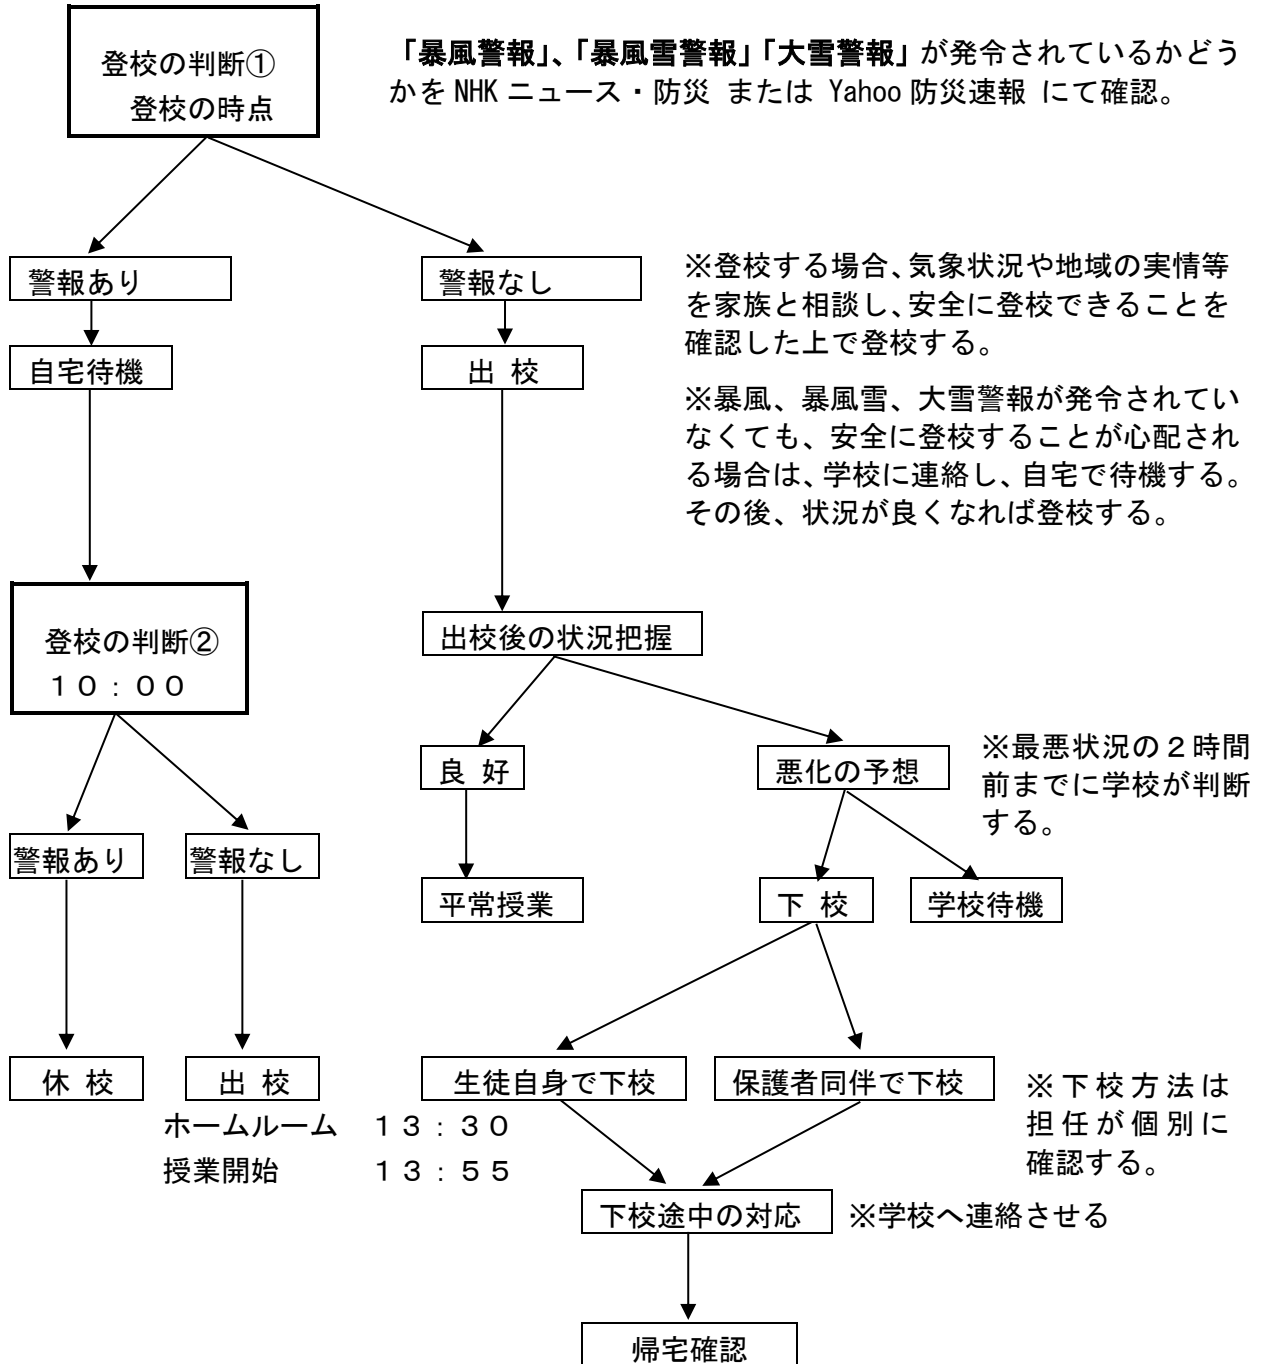 登校の判断①
登校の時点
「暴風警報」、「暴風雪警報」「大雪警報」が発令されているかどう
かを NHK ニュース・防災 または Yahoo 防災速報 にて確認。
警報あり
警報なし
※登校する場合、気象状況や地域の実情等
を家族と相談し、安全に登校できることを
確認した上で登校する。
自宅待機
出 校
※暴風、暴風雪、大雪警報が発令されてい
なくても、安全に登校することが心配され
る場合は、学校に連絡し、自宅で待機する。
その後、状況が良くなれば登校する。
登校の判断②
１０：００
出校後の状況把握
良 好
悪化の予想
※最悪状況の２時間
前までに学校が判断
する。
警報あり
警報なし
平常授業
下 校
学校待機
休 校
出 校
ホームルーム １３：３０
授業開始 １３：５５
生徒自身で下校
保護者同伴で下校
※下校方法は
担任が個別に
確認する。
下校途中の対応
※学校へ連絡させる
帰宅確認